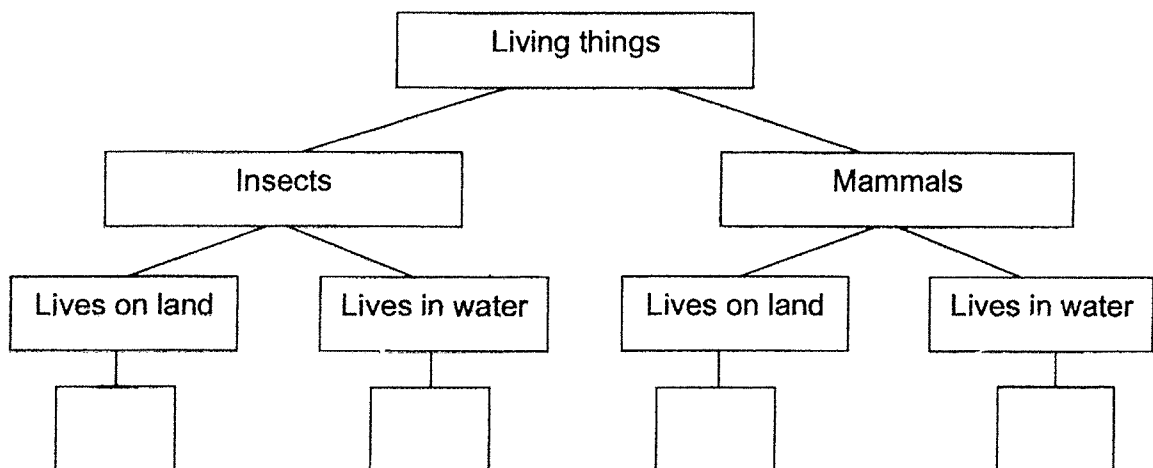 Living things
Insects
Mammals
Lives on land
Lives in water
Lives on land
Lives in water